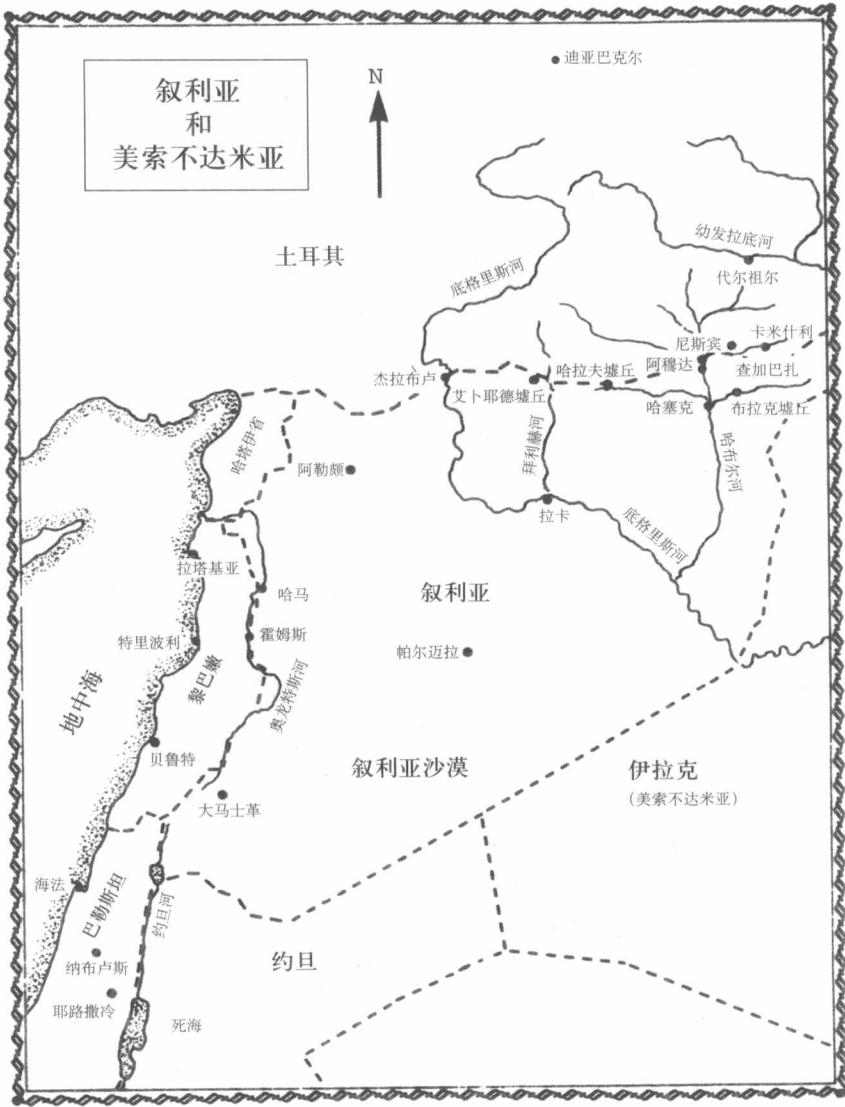 叙利亚
和
美索不达米亚
N
迪亚巴克尔
土耳其
幼发拉底河
代尔祖尔
底格里斯河
尼斯宾
卡米什利
杰拉布卢
艾卜耶德墟丘
哈拉夫墟丘
阿穆达
查加巴扎
哈塞克
布拉克墟丘
哈塔伊省
阿勒颇
拜利赫河
哈布尔河
拉卡
底格里斯河
拉塔基亚
哈马
叙利亚
特里波利
霍姆斯
帕尔迈拉
黎巴嫩
地中海
奥龙特斯河
贝鲁特
叙利亚沙漠
伊拉克
(美索不达米亚)
大马士革
海法
巴勒斯坦
约旦河
纳布卢斯
约旦
耶路撒冷
死海